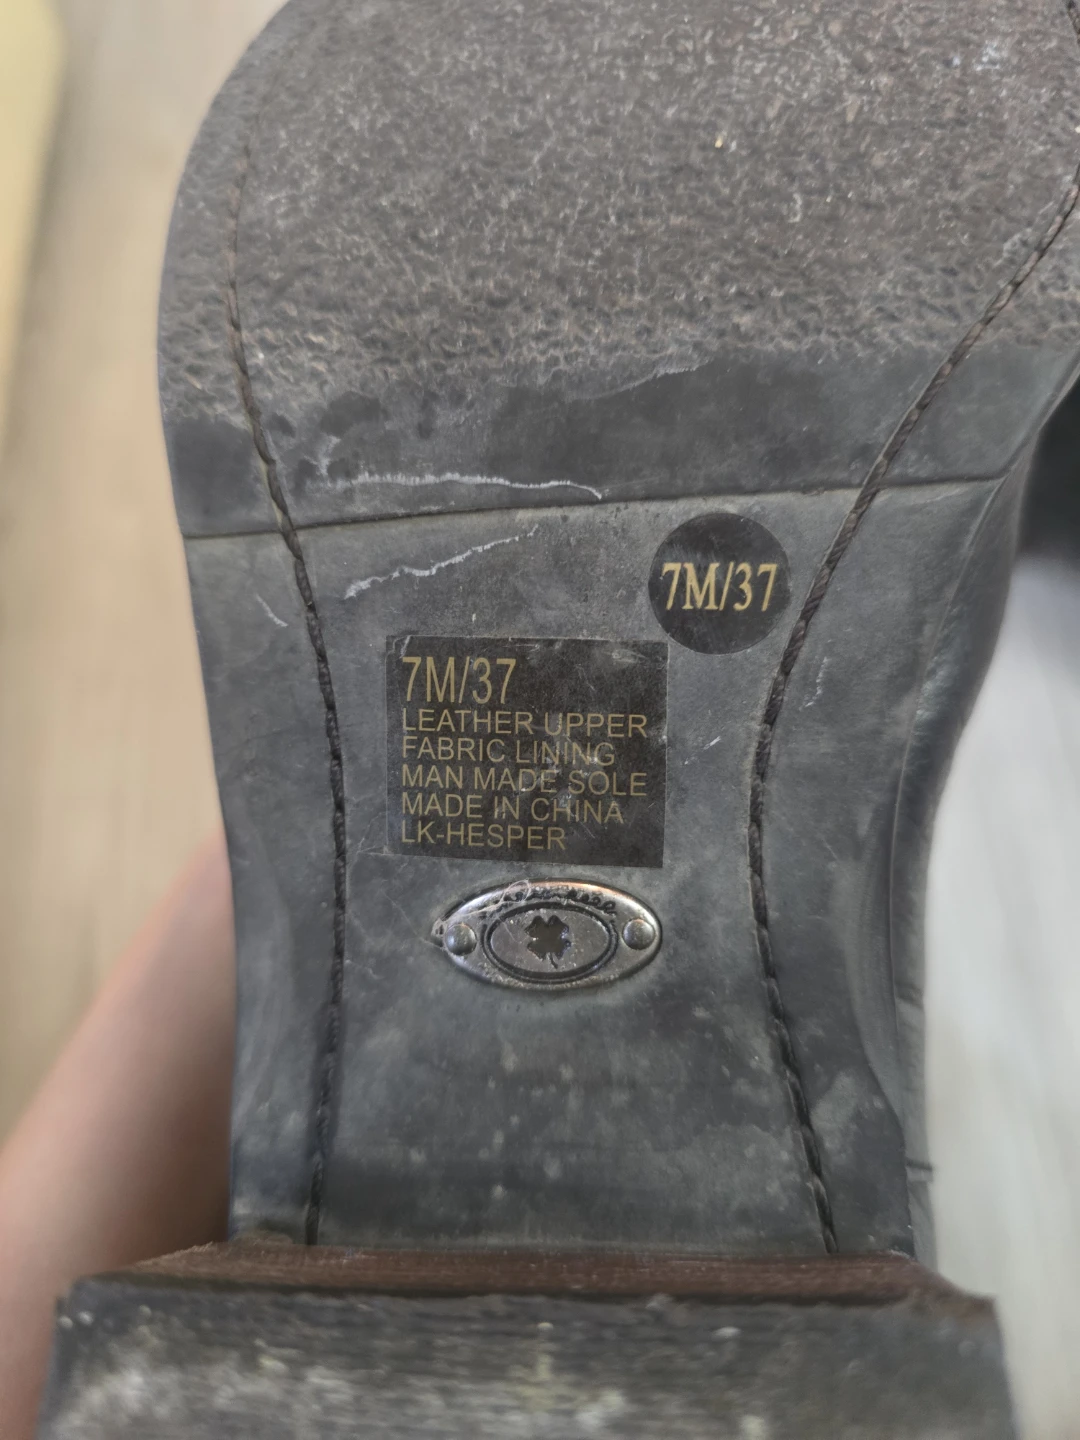 7M/37
7M/37
LEATHER UPPER
FABRIC LINING
MAN MADE SOLE
MADE IN CHINA
LK-HESPER